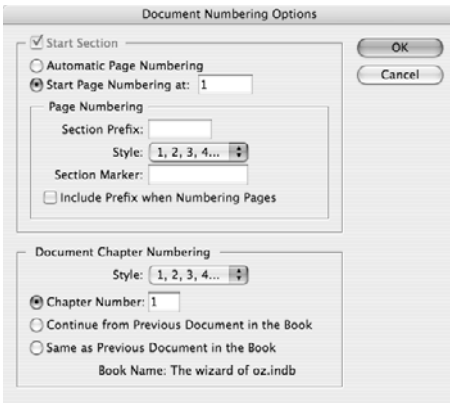 Document Numbering Options
Start Section
OK
Automatic Page Numbering
Cancel
Start Page Numbering at: 1
Page Numbering
Section Prefix:
Style: 1, 2, 3, 4...
Section Marker:
Include Prefix when Numbering Pages
Document Chapter Numbering
Style: 1, 2, 3, 4...
Chapter Number: 1
Continue from Previous Document in the Book
Same as Previous Document in the Book
Book Name: The wizard of oz.indb